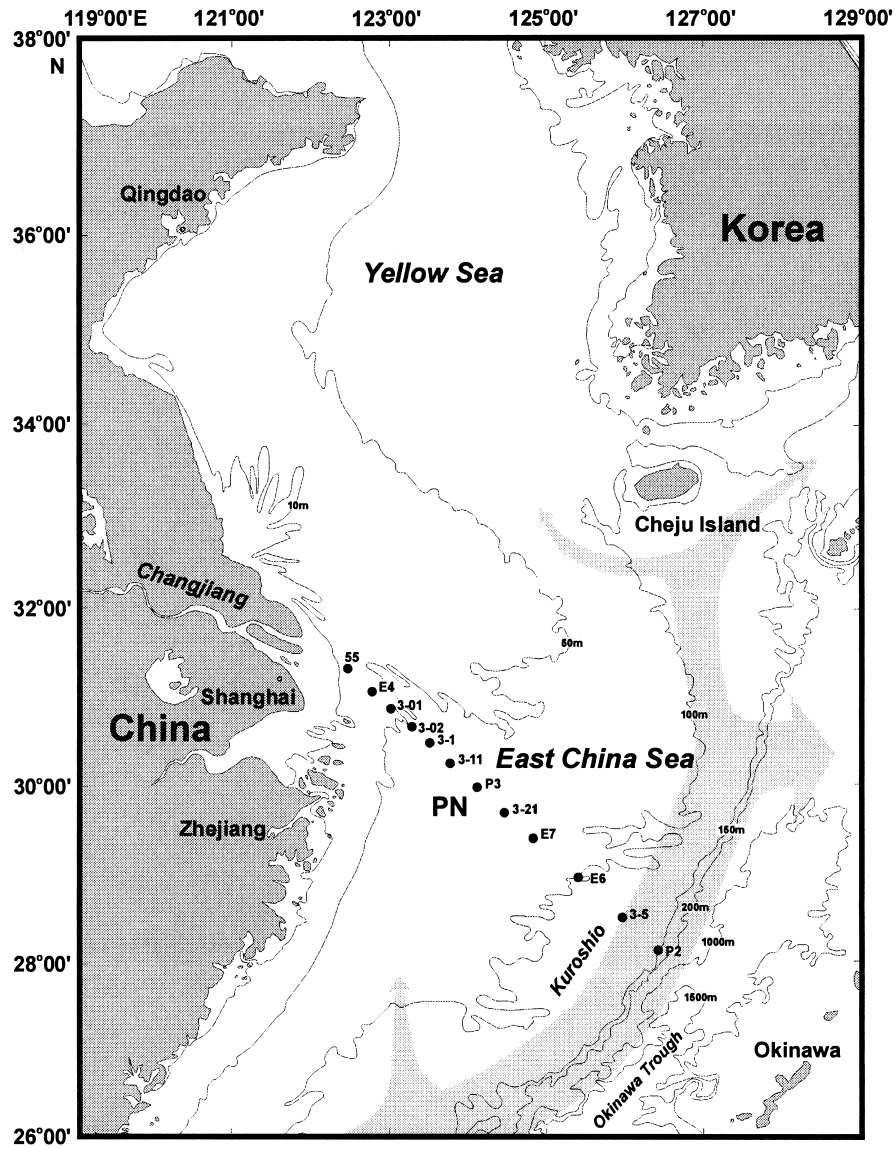 119°00'E 121°00' 123°00' 125°00' 127°00' 129°00'
38°00'
N
Qingdao
36°00'
Korea
Yellow Sea
34°00'
10m
Cheju Island
Changjiang
32°00'
50m
55
E4
Shanghai
3-01
100m
China
3-02
3-1
3-11
East China Sea
30°00'
P3
PN
3-21
Zhejiang
E7
150m
E6
200m
3-5
Kuroshio
1000m
P2
28°00'
1500m
Okinawa Trough
Okinawa
26°00'